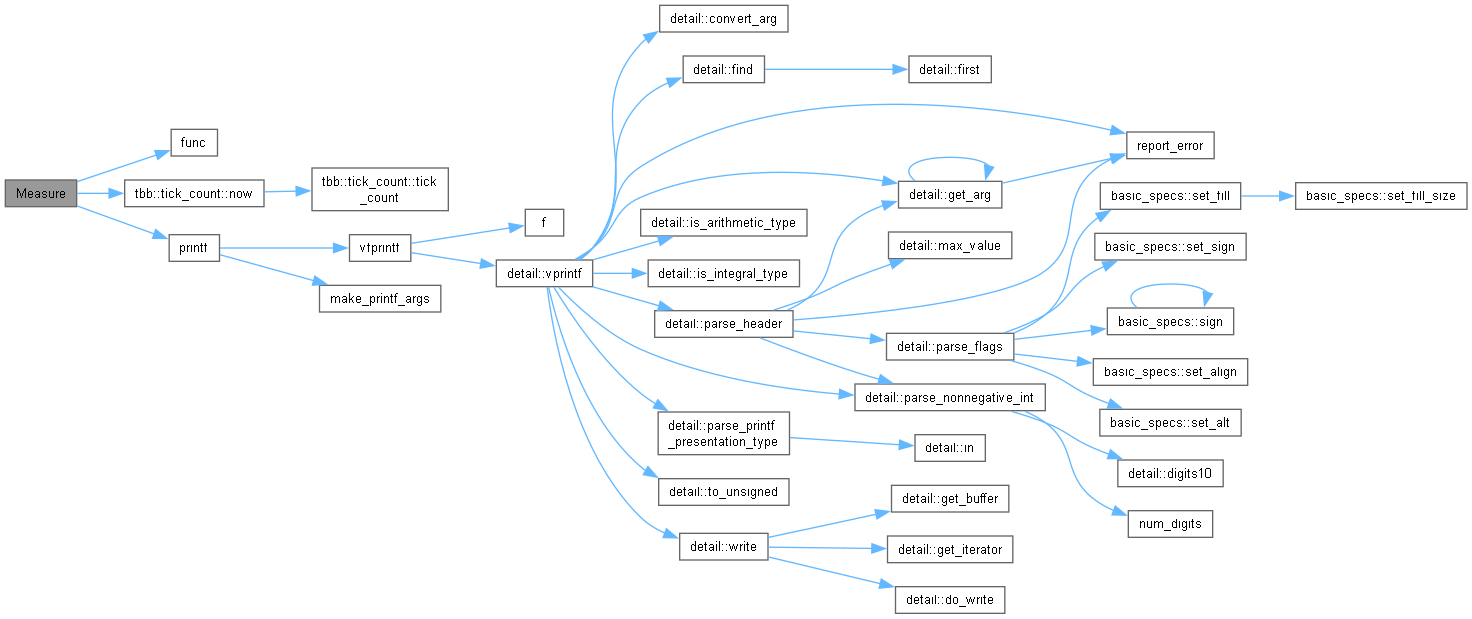 Measure
func
tbb::tick_count::now
tbb::tick_count::tick
_count
printf
vfprintf
make_printf_args
f
detail::vprintf
detail::convert_arg
detail::find
detail::first
report_error
detail::get_arg
detail::is_arithmetic_type
detail::is_integral_type
detail::max_value
detail::parse_header
detail::parse_flags
basic_specs::set_fill
basic_specs::set_fill_size
basic_specs::set_sign
basic_specs::sign
basic_specs::set_align
basic_specs::set_alt
detail::parse_nonnegative_int
detail::digits10
num_digits
detail::parse_printf
_presentation_type
detail::in
detail::to_unsigned
detail::write
detail::get_buffer
detail::get_iterator
detail::do_write